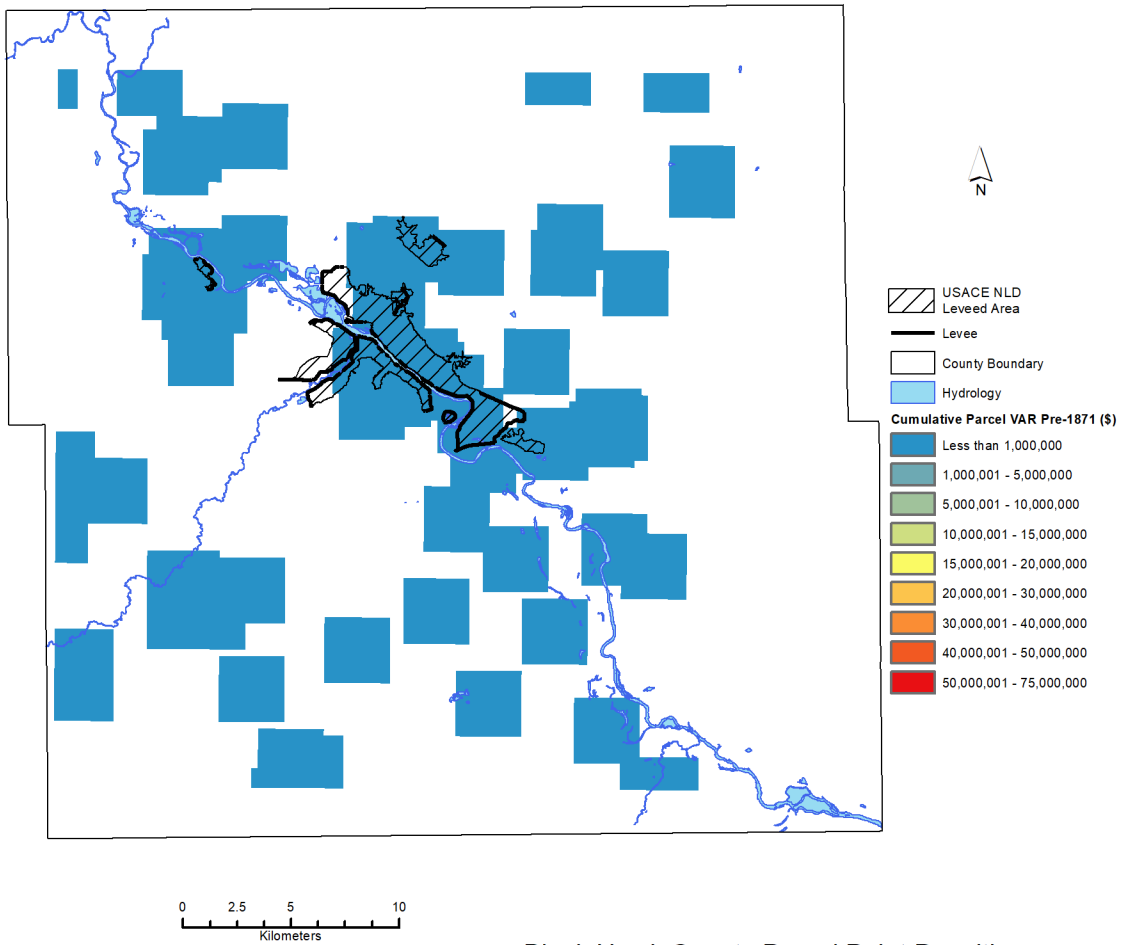 N
USACE NLD
Leveed Area
Levee
County Boundary
Hydrology
Cumulative Parcel VAR Pre-1871 ($)
Less than 1,000,000
1,000,001 - 5,000,000
5,000,001 - 10,000,000
10,000,001 - 15,000,000
15,000,001 - 20,000,000
20,000,001 - 30,000,000
30,000,001 - 40,000,000
40,000,001 - 50,000,000
50,000,001 - 75,000,000
0 2.5 5 10
Kilometers